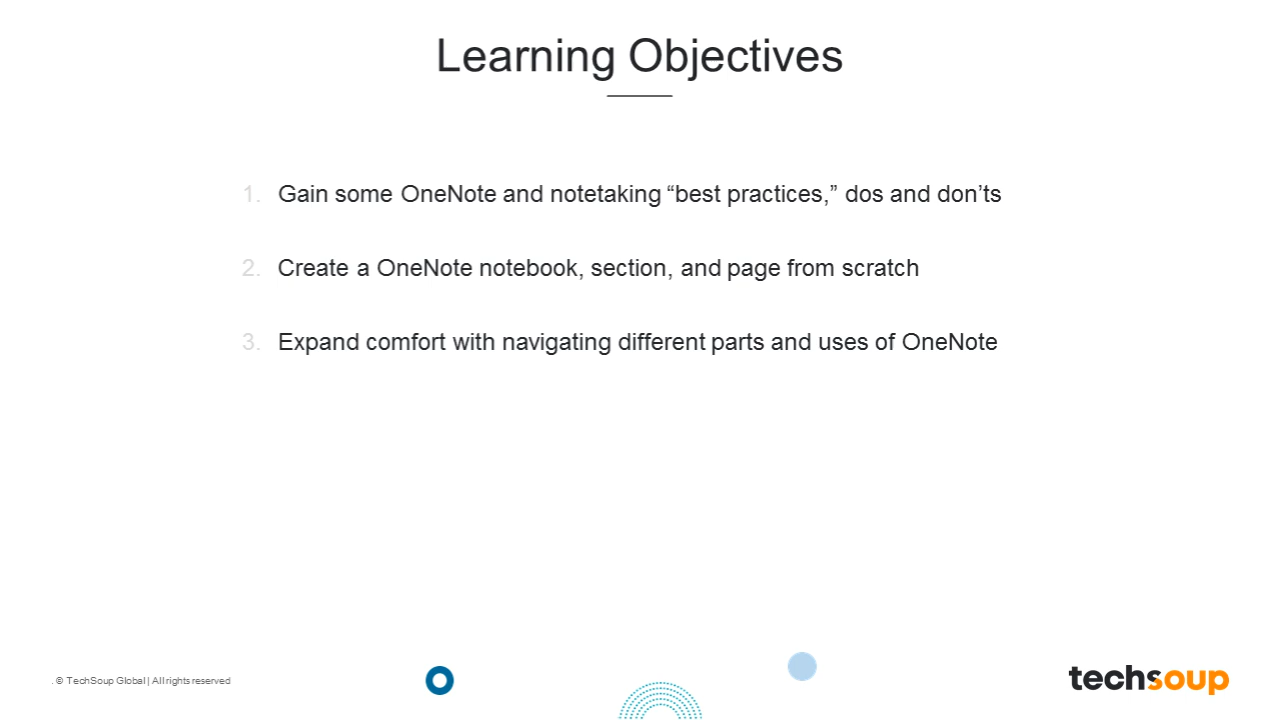 Learning Objectives
1. Gain some OneNote and notetaking “best practices,” dos and don’ts
2. Create a OneNote notebook, section, and page from scratch
3. Expand comfort with navigating different parts and uses of OneNote
. © TechSoup Global | All rights reserved
techsoup